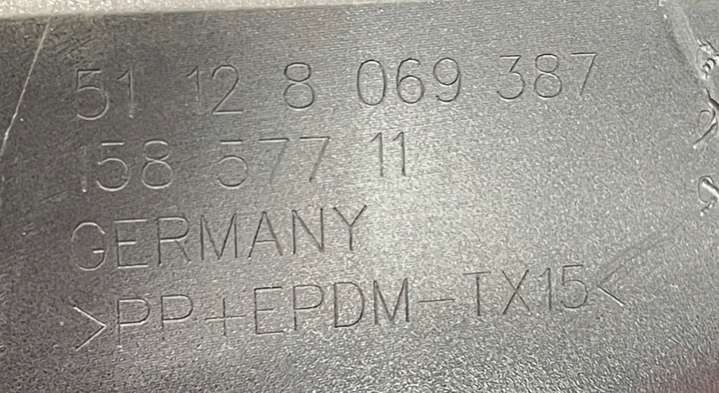 51 12 8 069 387
158 577 11
GERMANY
>PP+EPDM-TX15<